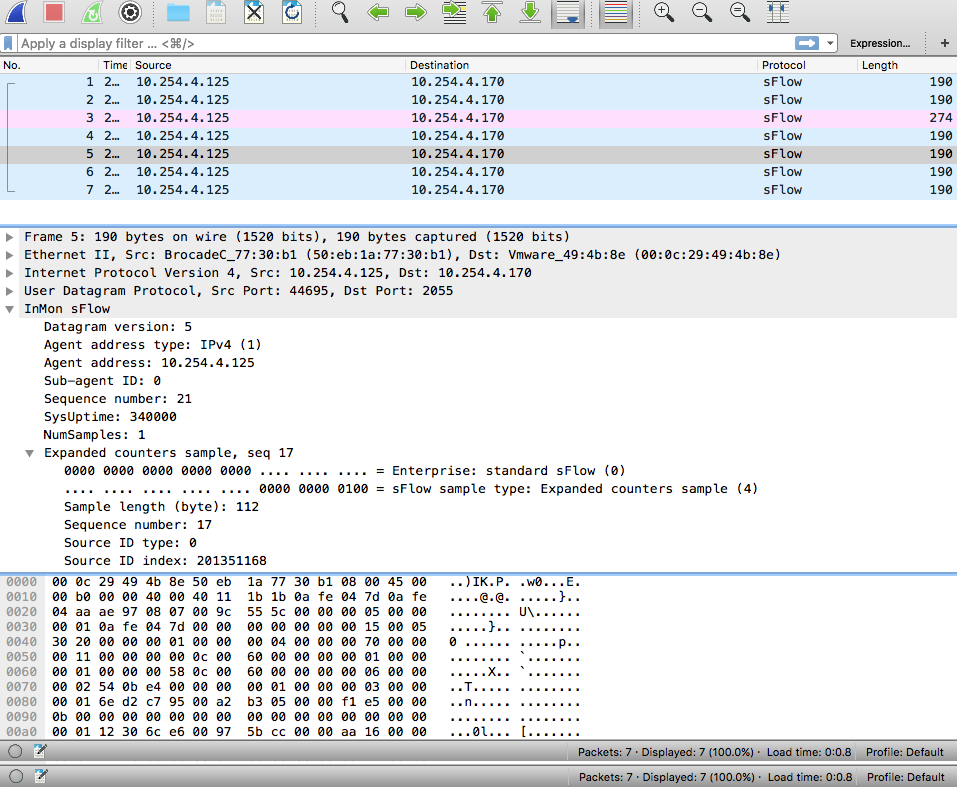 Apply a display filter ... <⌘/>
Expression...
+
No. Time Source Destination Protocol Length
1 2... 10.254.4.125 10.254.4.170 sFlow 190
2 2... 10.254.4.125 10.254.4.170 sFlow 190
3 2... 10.254.4.125 10.254.4.170 sFlow 274
4 2... 10.254.4.125 10.254.4.170 sFlow 190
5 2... 10.254.4.125 10.254.4.170 sFlow 190
6 2... 10.254.4.125 10.254.4.170 sFlow 190
7 2... 10.254.4.125 10.254.4.170 sFlow 190
Frame 5: 190 bytes on wire (1520 bits), 190 bytes captured (1520 bits)
Ethernet II, Src: BrocadeC_77:30:b1 (50:eb:1a:77:30:b1), Dst: Vmware_49:4b:8e (00:0c:29:49:4b:8e)
Internet Protocol Version 4, Src: 10.254.4.125, Dst: 10.254.4.170
User Datagram Protocol, Src Port: 44695, Dst Port: 2055
InMon sFlow
Datagram version: 5
Agent address type: IPv4 (1)
Agent address: 10.254.4.125
Sub-agent ID: 0
Sequence number: 21
SysUptime: 340000
NumSamples: 1
Expanded counters sample, seq 17
0000 0000 0000 0000 0000 .... .... .... = Enterprise: standard sFlow (0)
.... .... .... .... .... 0000 0000 0100 = sFlow sample type: Expanded counters sample (4)
Sample length (byte): 112
Sequence number: 17
Source ID type: 0
Source ID index: 201351168
0000 00 0c 29 49 4b 8e 50 eb 1a 77 30 b1 08 00 45 00 ..)IK.P. .w0...E.
0010 00 b0 00 00 40 00 40 11 1b 1b 0a fe 04 7d 0a fe ....@.@. .....}..
0020 04 aa ae 97 08 07 00 9c 55 5c 00 00 00 05 00 00 ........ U\......
0030 00 01 0a fe 04 7d 00 00 00 00 00 00 00 15 00 05 .....}.. ........
0040 30 20 00 00 00 01 00 00 00 04 00 00 00 70 00 00 0 ...... .....p..
0050 00 11 00 00 00 00 0c 00 60 00 00 00 00 01 00 00 ........ `.......
0060 00 01 00 00 00 58 0c 00 60 00 00 00 00 06 00 00 .....X.. `.......
0070 00 02 54 0b e4 00 00 00 00 01 00 00 00 03 00 00 ..T..... ........
0080 00 01 6e d2 c7 95 00 a2 b3 05 00 00 f1 e5 00 00 ..n..... ........
0090 0b 00 00 00 00 00 00 00 00 00 00 00 00 00 00 00 ........ ........
00a0 00 01 12 30 6c e6 00 97 5b cc 00 00 aa 16 00 00 ...0l... [.......
Packets: 7 · Displayed: 7 (100.0%) · Load time: 0:0.8 Profile: Default
Packets: 7 · Displayed: 7 (100.0%) · Load time: 0:0.8 Profile: Default